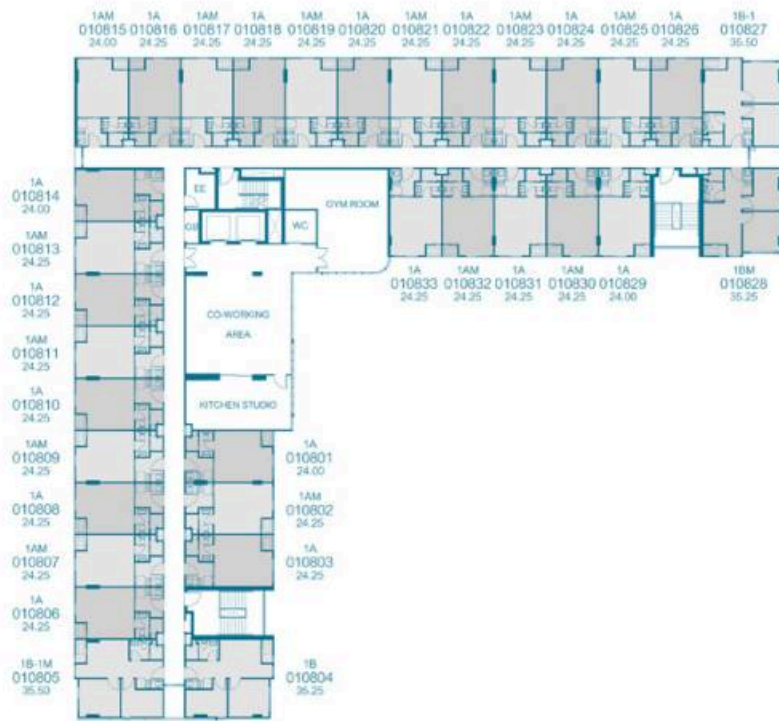 1AM
010815
24.00
1A
010816
24.25
1AM
010817
24.25
1A
010818
24.25
1AM
010819
24.25
1A
010820
24.25
1AM
010821
24.25
1A
010822
24.25
1AM
010823
24.25
1A
010824
24.25
1AM
010825
24.25
1A
010826
24.25
1B-1
010827
35.50
1A
010814
24.00
1AM
010813
24.25
1A
010812
24.25
1AM
010811
24.25
1A
010810
24.25
1AM
010809
24.25
1A
010808
24.25
1AM
010807
24.25
1A
010806
24.25
1B-1M
010805
35.50
EE
GB
WC
GYM ROOM
CO-WORKING
AREA
KITCHEN STUDIO
1A
010833
24.25
1AM
010832
24.25
1A
010831
24.25
1AM
010830
24.25
1A
010829
24.00
1BM
010828
35.25
1A
010801
24.00
1AM
010802
24.25
1A
010803
24.25
1B
010804
35.25